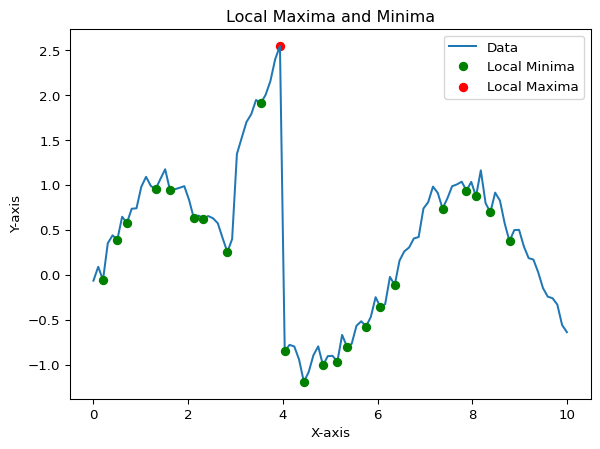 Local Maxima and Minima
Data
Local Minima
Local Maxima
Y-axis
2.5
2.0
1.5
1.0
0.5
0.0
−0.5
−1.0
0 2 4 6 8 10
X-axis